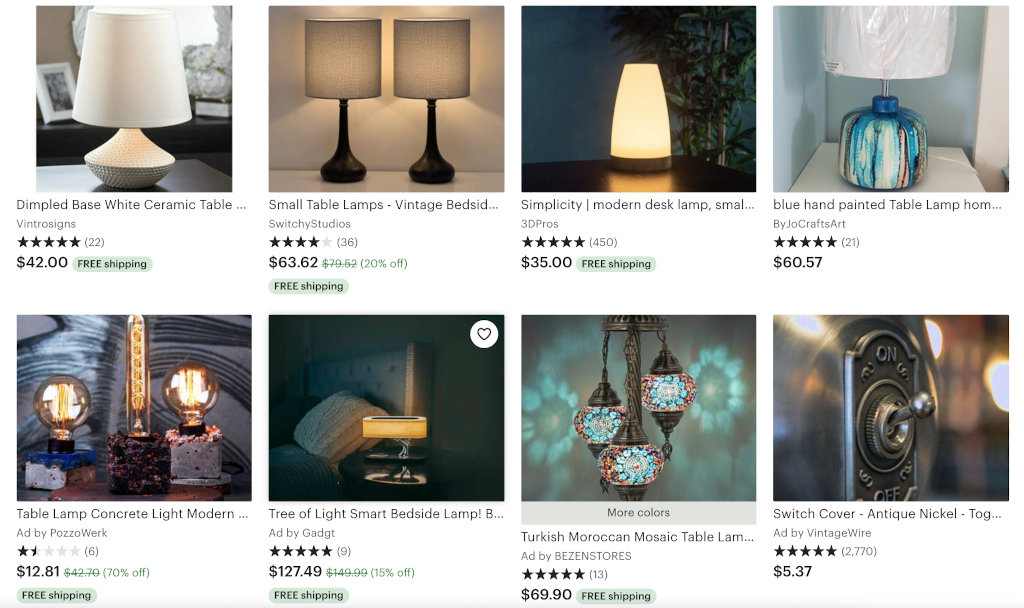 Dimpled Base White Ceramic Table ...
Vintrosigns
(22)
$42.00 FREE shipping
Small Table Lamps - Vintage Bedsid...
SwitchyStudios
(36)
$63.62 $79.52 (20% off)
FREE shipping
Simplicity | modern desk lamp, smal...
3DPros
(450)
$35.00 FREE shipping
blue hand painted Table Lamp hom...
ByJoCraftsArt
(21)
$60.57
Table Lamp Concrete Light Modern ...
Ad by PozzoWerk
(6)
$12.81 $42.70 (70% off)
FREE shipping
Tree of Light Smart Bedside Lamp! B...
Ad by Gadgt
(9)
$127.49 $149.99 (15% off)
FREE shipping
More colors
Turkish Moroccan Mosaic Table Lam...
Ad by BEZENSTORES
(13)
$69.90 FREE shipping
ON
OFF
Switch Cover - Antique Nickel - Tog...
Ad by VintageWire
(2,770)
$5.37